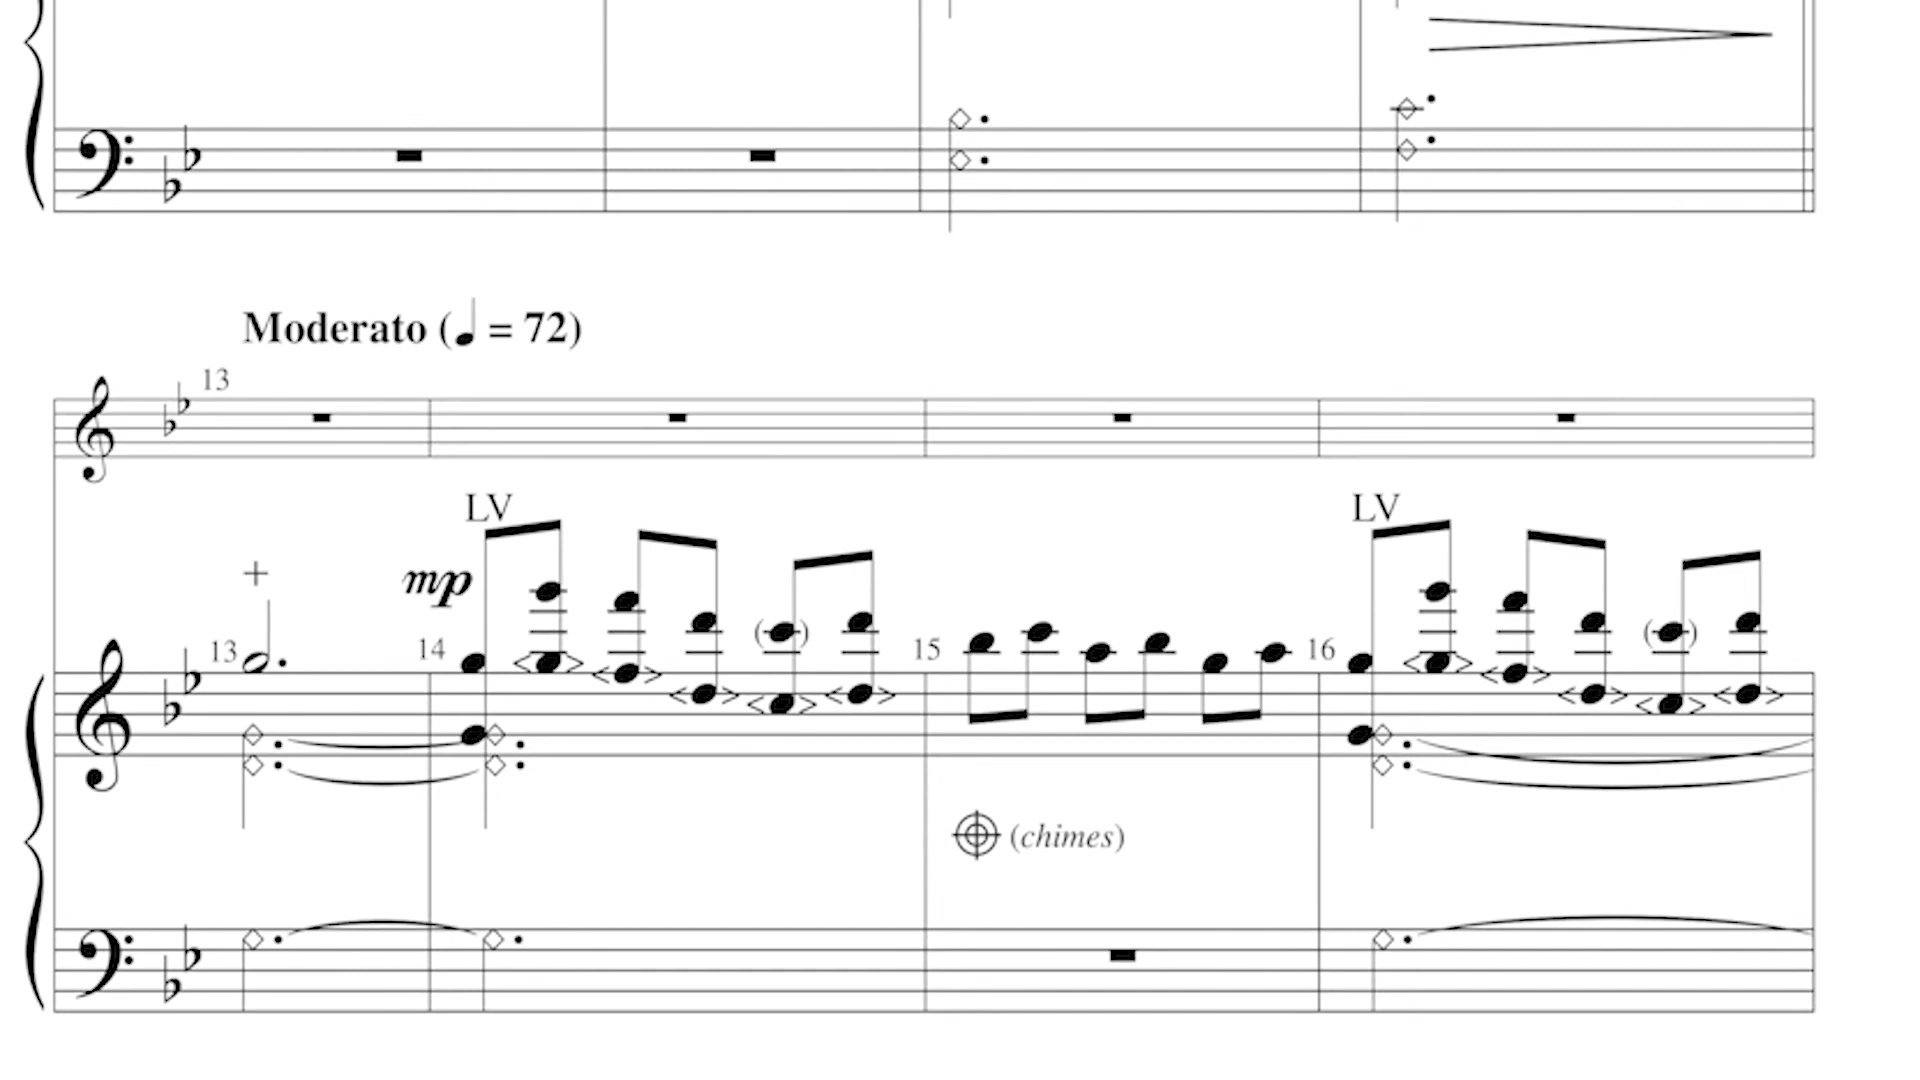 Moderato (♩ = 72)
13
LV LV
+ mp
13 14 15 16
(chimes)